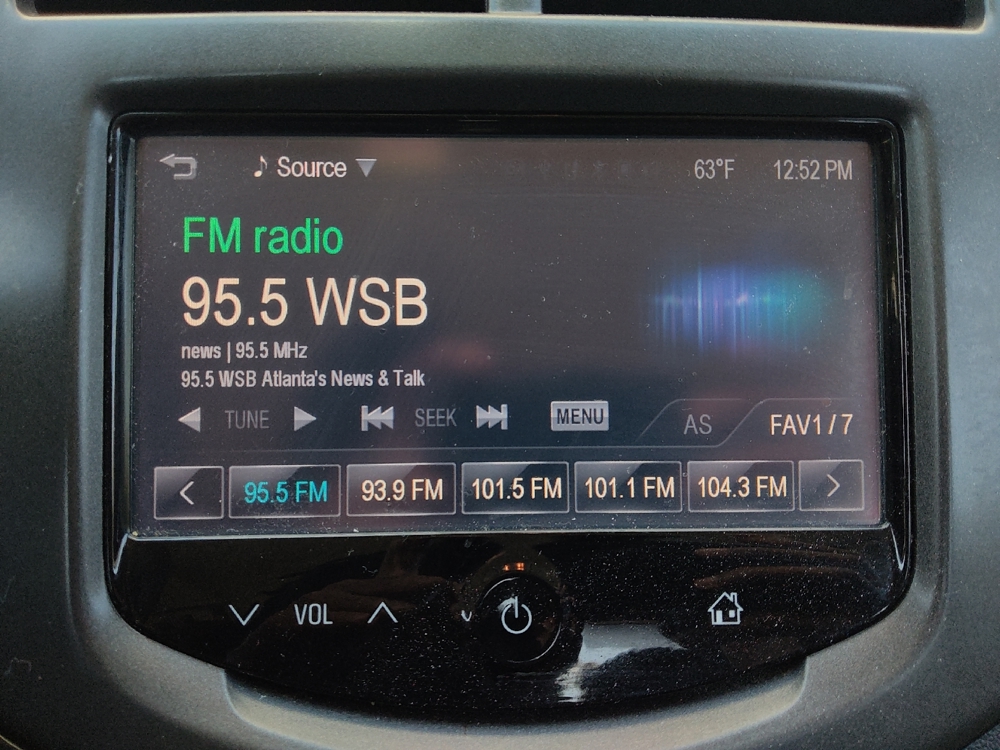 Source
63°F
12:52 PM
FM radio
95.5 WSB
news | 95.5 MHz
95.5 WSB Atlanta's News & Talk
TUNE
SEEK
MENU
AS
FAV1 / 7
95.5 FM
93.9 FM
101.5 FM
101.1 FM
104.3 FM
VOL